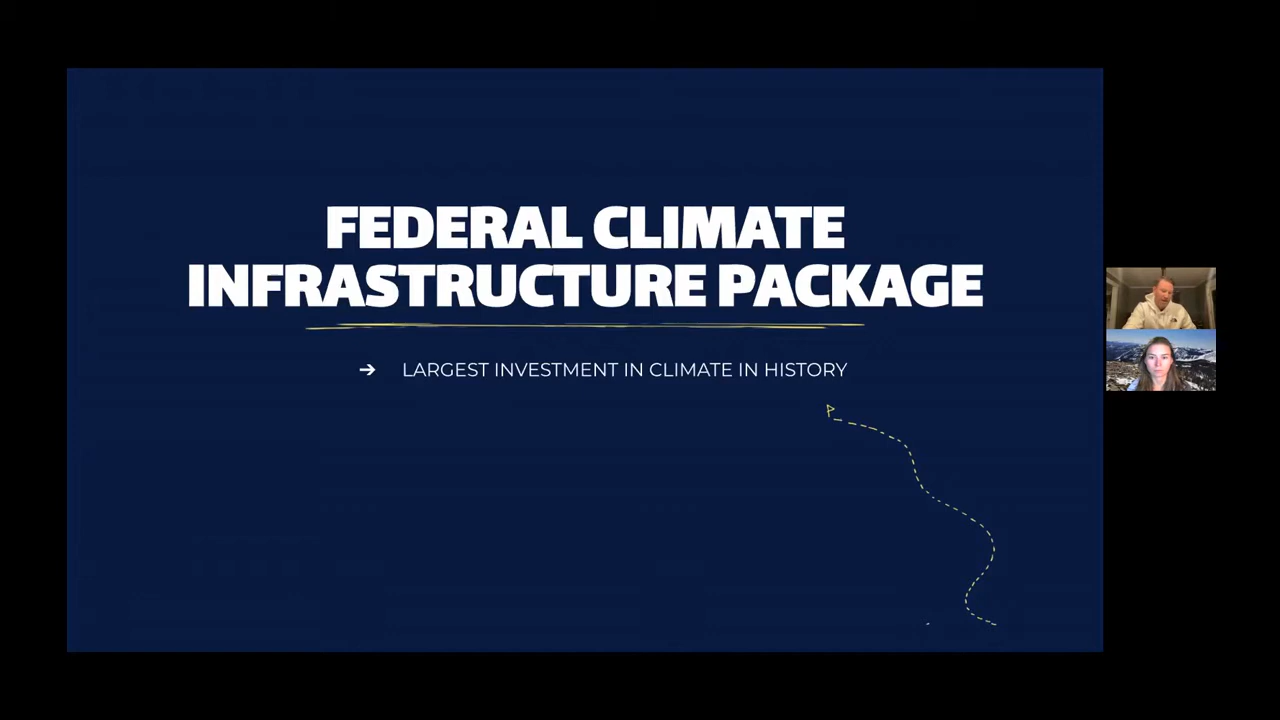 FEDERAL CLIMATE
INFRASTRUCTURE PACKAGE
➔ LARGEST INVESTMENT IN CLIMATE IN HISTORY